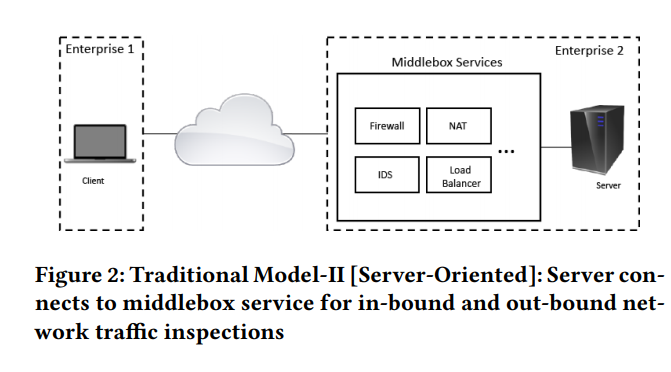 Enterprise 1
Enterprise 2
Middlebox Services
Firewall
NAT
...
IDS
Load
Balancer
Client
Server
Figure 2: Traditional Model-II [Server-Oriented]: Server con-
nects to middlebox service for in-bound and out-bound net-
work traffic inspections